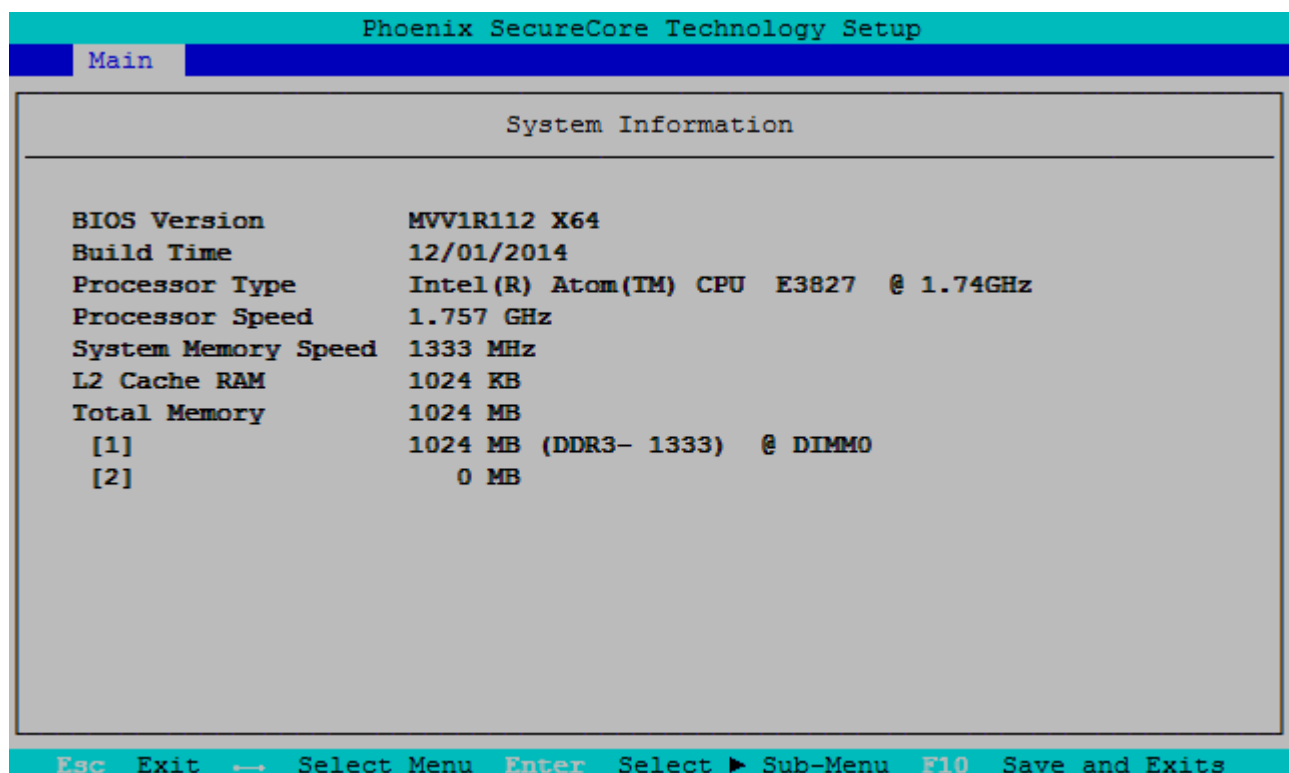 Phoenix SecureCore Technology Setup
Main
System Information
BIOS Version MVV1R112 X64
Build Time 12/01/2014
Processor Type Intel(R) Atom(TM) CPU E3827 @ 1.74GHz
Processor Speed 1.757 GHz
System Memory Speed 1333 MHz
L2 Cache RAM 1024 KB
Total Memory 1024 MB
[1] 1024 MB (DDR3- 1333) @ DIMM0
[2] 0 MB
Esc Exit ←→ Select Menu Enter Select ▶ Sub-Menu F10 Save and Exits